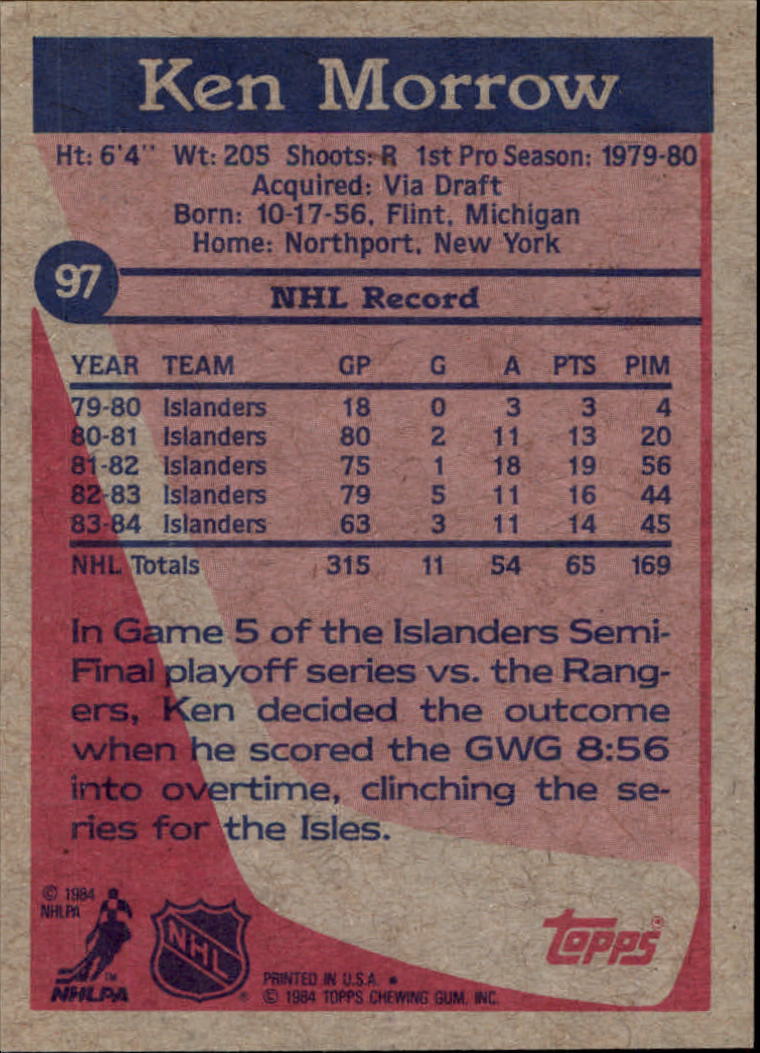 Ken Morrow
Ht: 6'4" Wt: 205 Shoots: R 1st Pro Season: 1979-80
Acquired: Via Draft
Born: 10-17-56, Flint, Michigan
Home: Northport, New York
97
NHL Record
YEAR TEAM GP G A PTS PIM
79-80 Islanders 18 0 3 3 4
80-81 Islanders 80 2 11 13 20
81-82 Islanders 75 1 18 19 56
82-83 Islanders 79 5 11 16 44
83-84 Islanders 63 3 11 14 45
NHL Totals 315 11 54 65 169
In Game 5 of the Islanders Semi-
Final playoff series vs. the Rang-
ers, Ken decided the outcome
when he scored the GWG 8:56
into overtime, clinching the se-
ries for the Isles.
© 1984
NHLPA
TM
NHLPA
NHL
®
topps®
PRINTED IN U.S.A. *
© 1984 TOPPS CHEWING GUM, INC.